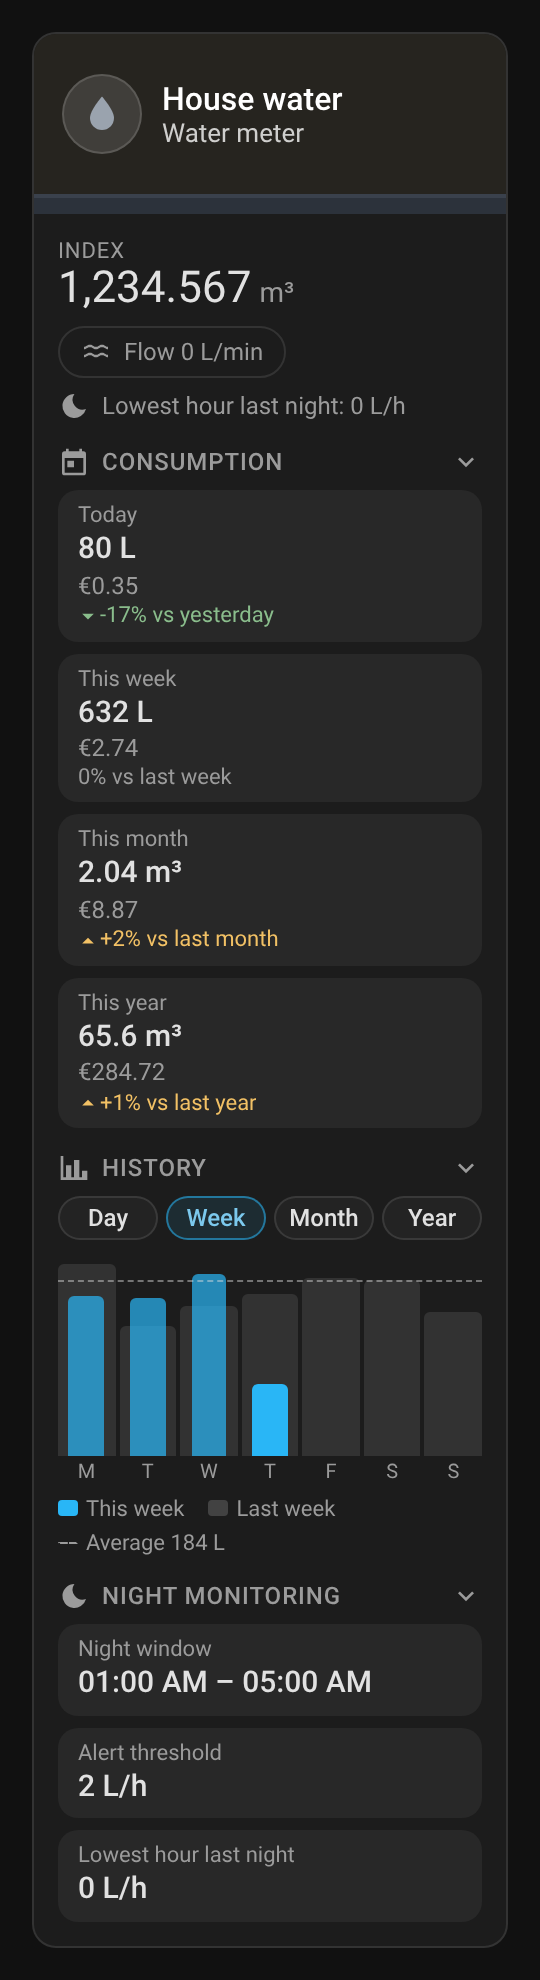 House water
Water meter
INDEX
1,234.567 m³
Flow 0 L/min
Lowest hour last night: 0 L/h
CONSUMPTION
Today
80 L
€0.35
-17% vs yesterday
This week
632 L
€2.74
0% vs last week
This month
2.04 m³
€8.87
+2% vs last month
This year
65.6 m³
€284.72
+1% vs last year
HISTORY
Day Week Month Year
M T W T F S S
This week Last week
Average 184 L
NIGHT MONITORING
Night window
01:00 AM – 05:00 AM
Alert threshold
2 L/h
Lowest hour last night
0 L/h